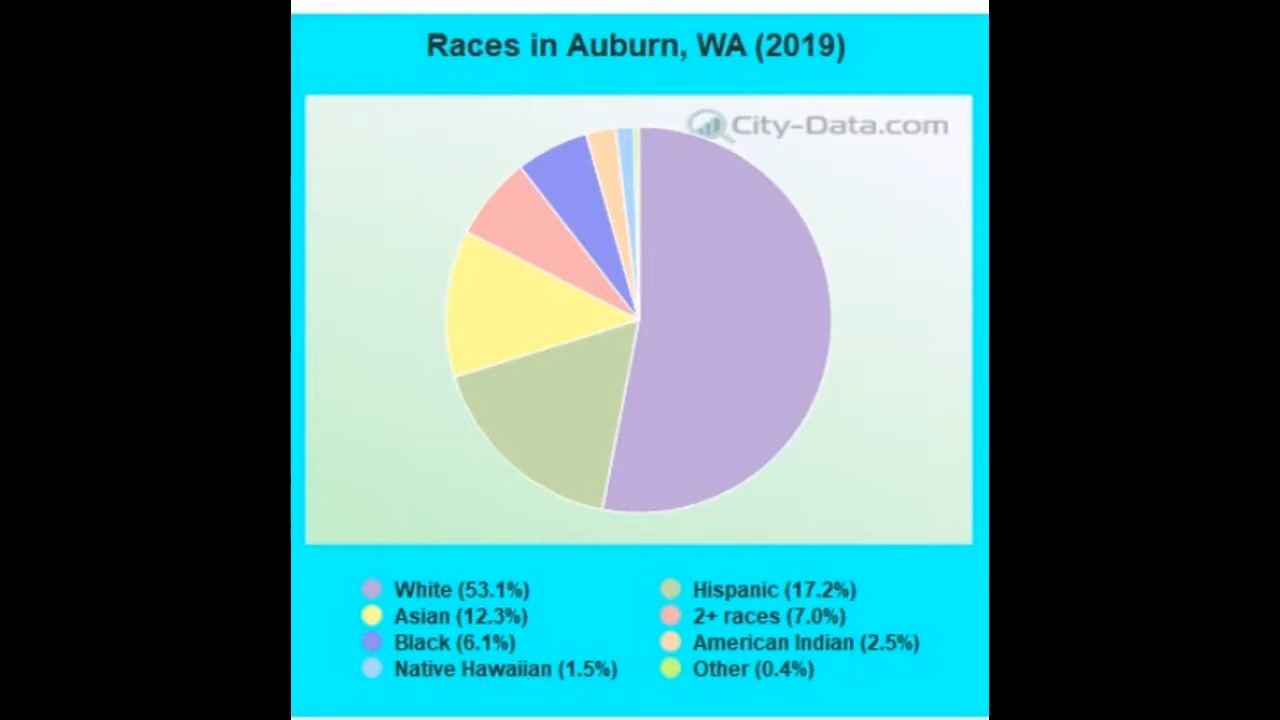 Races in Auburn, WA (2019)
City-Data.com
White (53.1%) Hispanic (17.2%)
Asian (12.3%) 2+ races (7.0%)
Black (6.1%) American Indian (2.5%)
Native Hawaiian (1.5%) Other (0.4%)